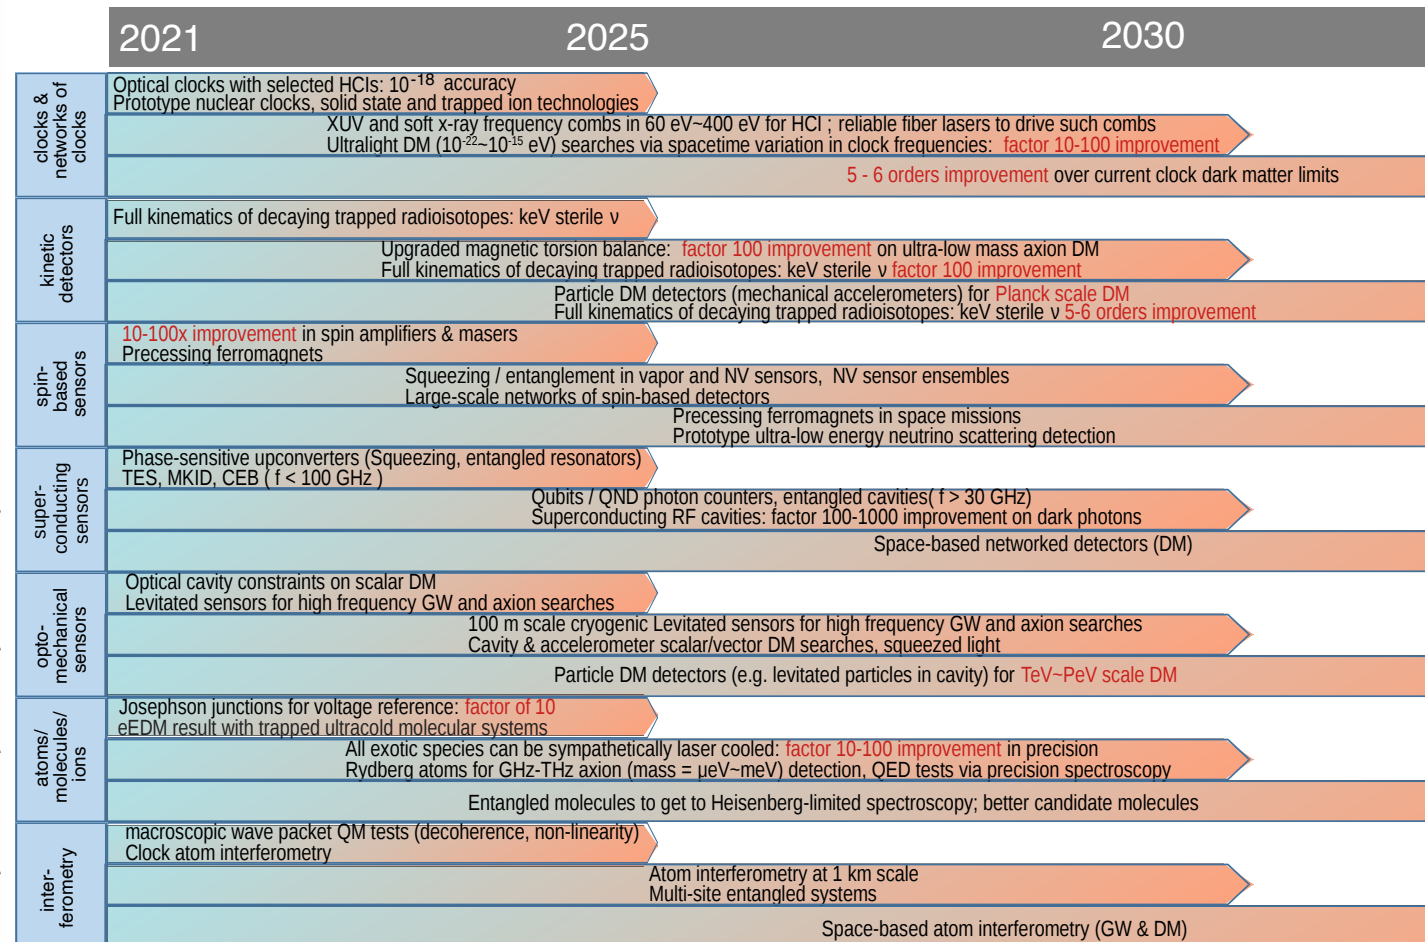 2021 2025 2030
clocks &
networks of
clocks
Optical clocks with selected HCIs: 10⁻¹⁸ accuracy
Prototype nuclear clocks, solid state and trapped ion technologies
XUV and soft x-ray frequency combs in 60 eV~400 eV for HCI ; reliable fiber lasers to drive such combs
Ultralight DM (10⁻²²~10⁻¹⁵ eV) searches via spacetime variation in clock frequencies: factor 10-100 improvement
5 - 6 orders improvement over current clock dark matter limits
kinetic
detectors
Full kinematics of decaying trapped radioisotopes: keV sterile ν
Upgraded magnetic torsion balance: factor 100 improvement on ultra-low mass axion DM
Full kinematics of decaying trapped radioisotopes: keV sterile ν factor 100 improvement
Particle DM detectors (mechanical accelerometers) for Planck scale DM
Full kinematics of decaying trapped radioisotopes: keV sterile ν 5-6 orders improvement
spin-
based
sensors
10-100x improvement in spin amplifiers & masers
Precessing ferromagnets
Squeezing / entanglement in vapor and NV sensors, NV sensor ensembles
Large-scale networks of spin-based detectors
Precessing ferromagnets in space missions
Prototype ultra-low energy neutrino scattering detection
super-
conducting
sensors
Phase-sensitive upconverters (Squeezing, entangled resonators)
TES, MKID, CEB ( f < 100 GHz )
Qubits / QND photon counters, entangled cavities( f > 30 GHz)
Superconducting RF cavities: factor 100-1000 improvement on dark photons
Space-based networked detectors (DM)
opto-
mechanical
sensors
Optical cavity constraints on scalar DM
Levitated sensors for high frequency GW and axion searches
100 m scale cryogenic Levitated sensors for high frequency GW and axion searches
Cavity & accelerometer scalar/vector DM searches, squeezed light
Particle DM detectors (e.g. levitated particles in cavity) for TeV~PeV scale DM
atoms/
molecules/
ions
Josephson junctions for voltage reference: factor of 10
eEDM result with trapped ultracold molecular systems
All exotic species can be sympathetically laser cooled: factor 10-100 improvement in precision
Rydberg atoms for GHz-THz axion (mass = μeV~meV) detection, QED tests via precision spectroscopy
Entangled molecules to get to Heisenberg-limited spectroscopy; better candidate molecules
inter-
ferometry
macroscopic wave packet QM tests (decoherence, non-linearity)
Clock atom interferometry
Atom interferometry at 1 km scale
Multi-site entangled systems
Space-based atom interferometry (GW & DM)